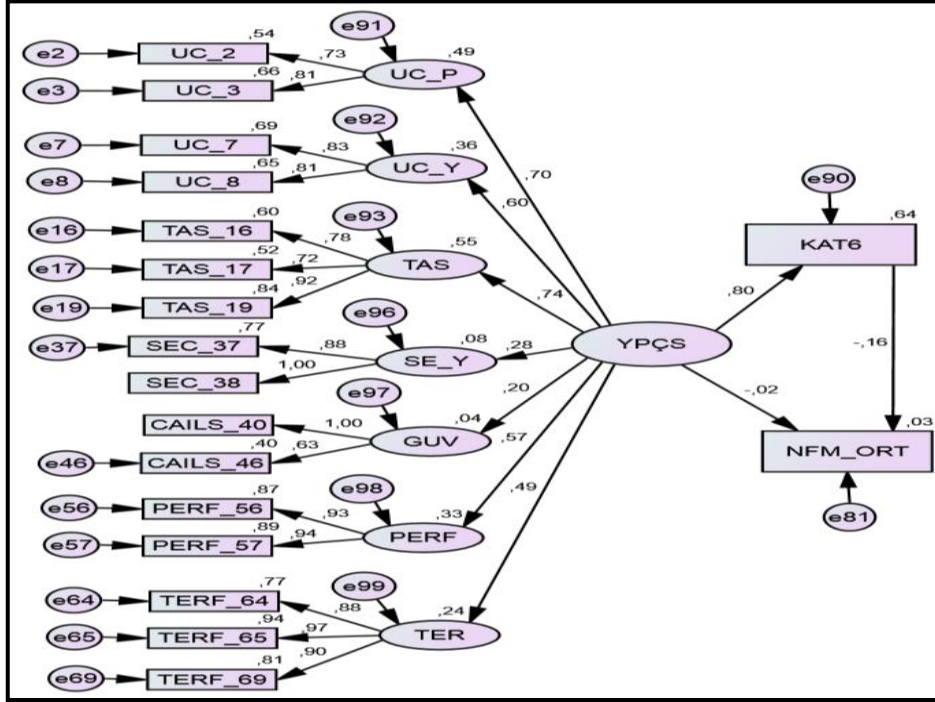 e91
,54
,49
e2
UC_2
,73
UC_P
,66
,81
e3
UC_3
e92
,69
,36
e7
UC_7
,83
UC_Y
,65
,81
e8
UC_8
,70
,60
e93
,60
,55
e16
TAS_16
,78
TAS
,52
,72
e17
TAS_17
,92
,84
e19
TAS_19
,74
e90
,64
KAT6
,80
e96
,77
,08
e37
SEC_37
,88
SE_Y
,28
1,00
SEC_38
YPÇS
-,16
-,02
e97
,20
,04
CAILS_40
1,00
GUV
,40
,63
e46
CAILS_46
,57
,03
NFM_ORT
e81
e98
,49
,87
,33
e56
PERF_56
,93
PERF
,89
,94
e57
PERF_57
e99
,77
,24
e64
TERF_64
,88
TER
,94
,97
e65
TERF_65
,90
,81
e69
TERF_69